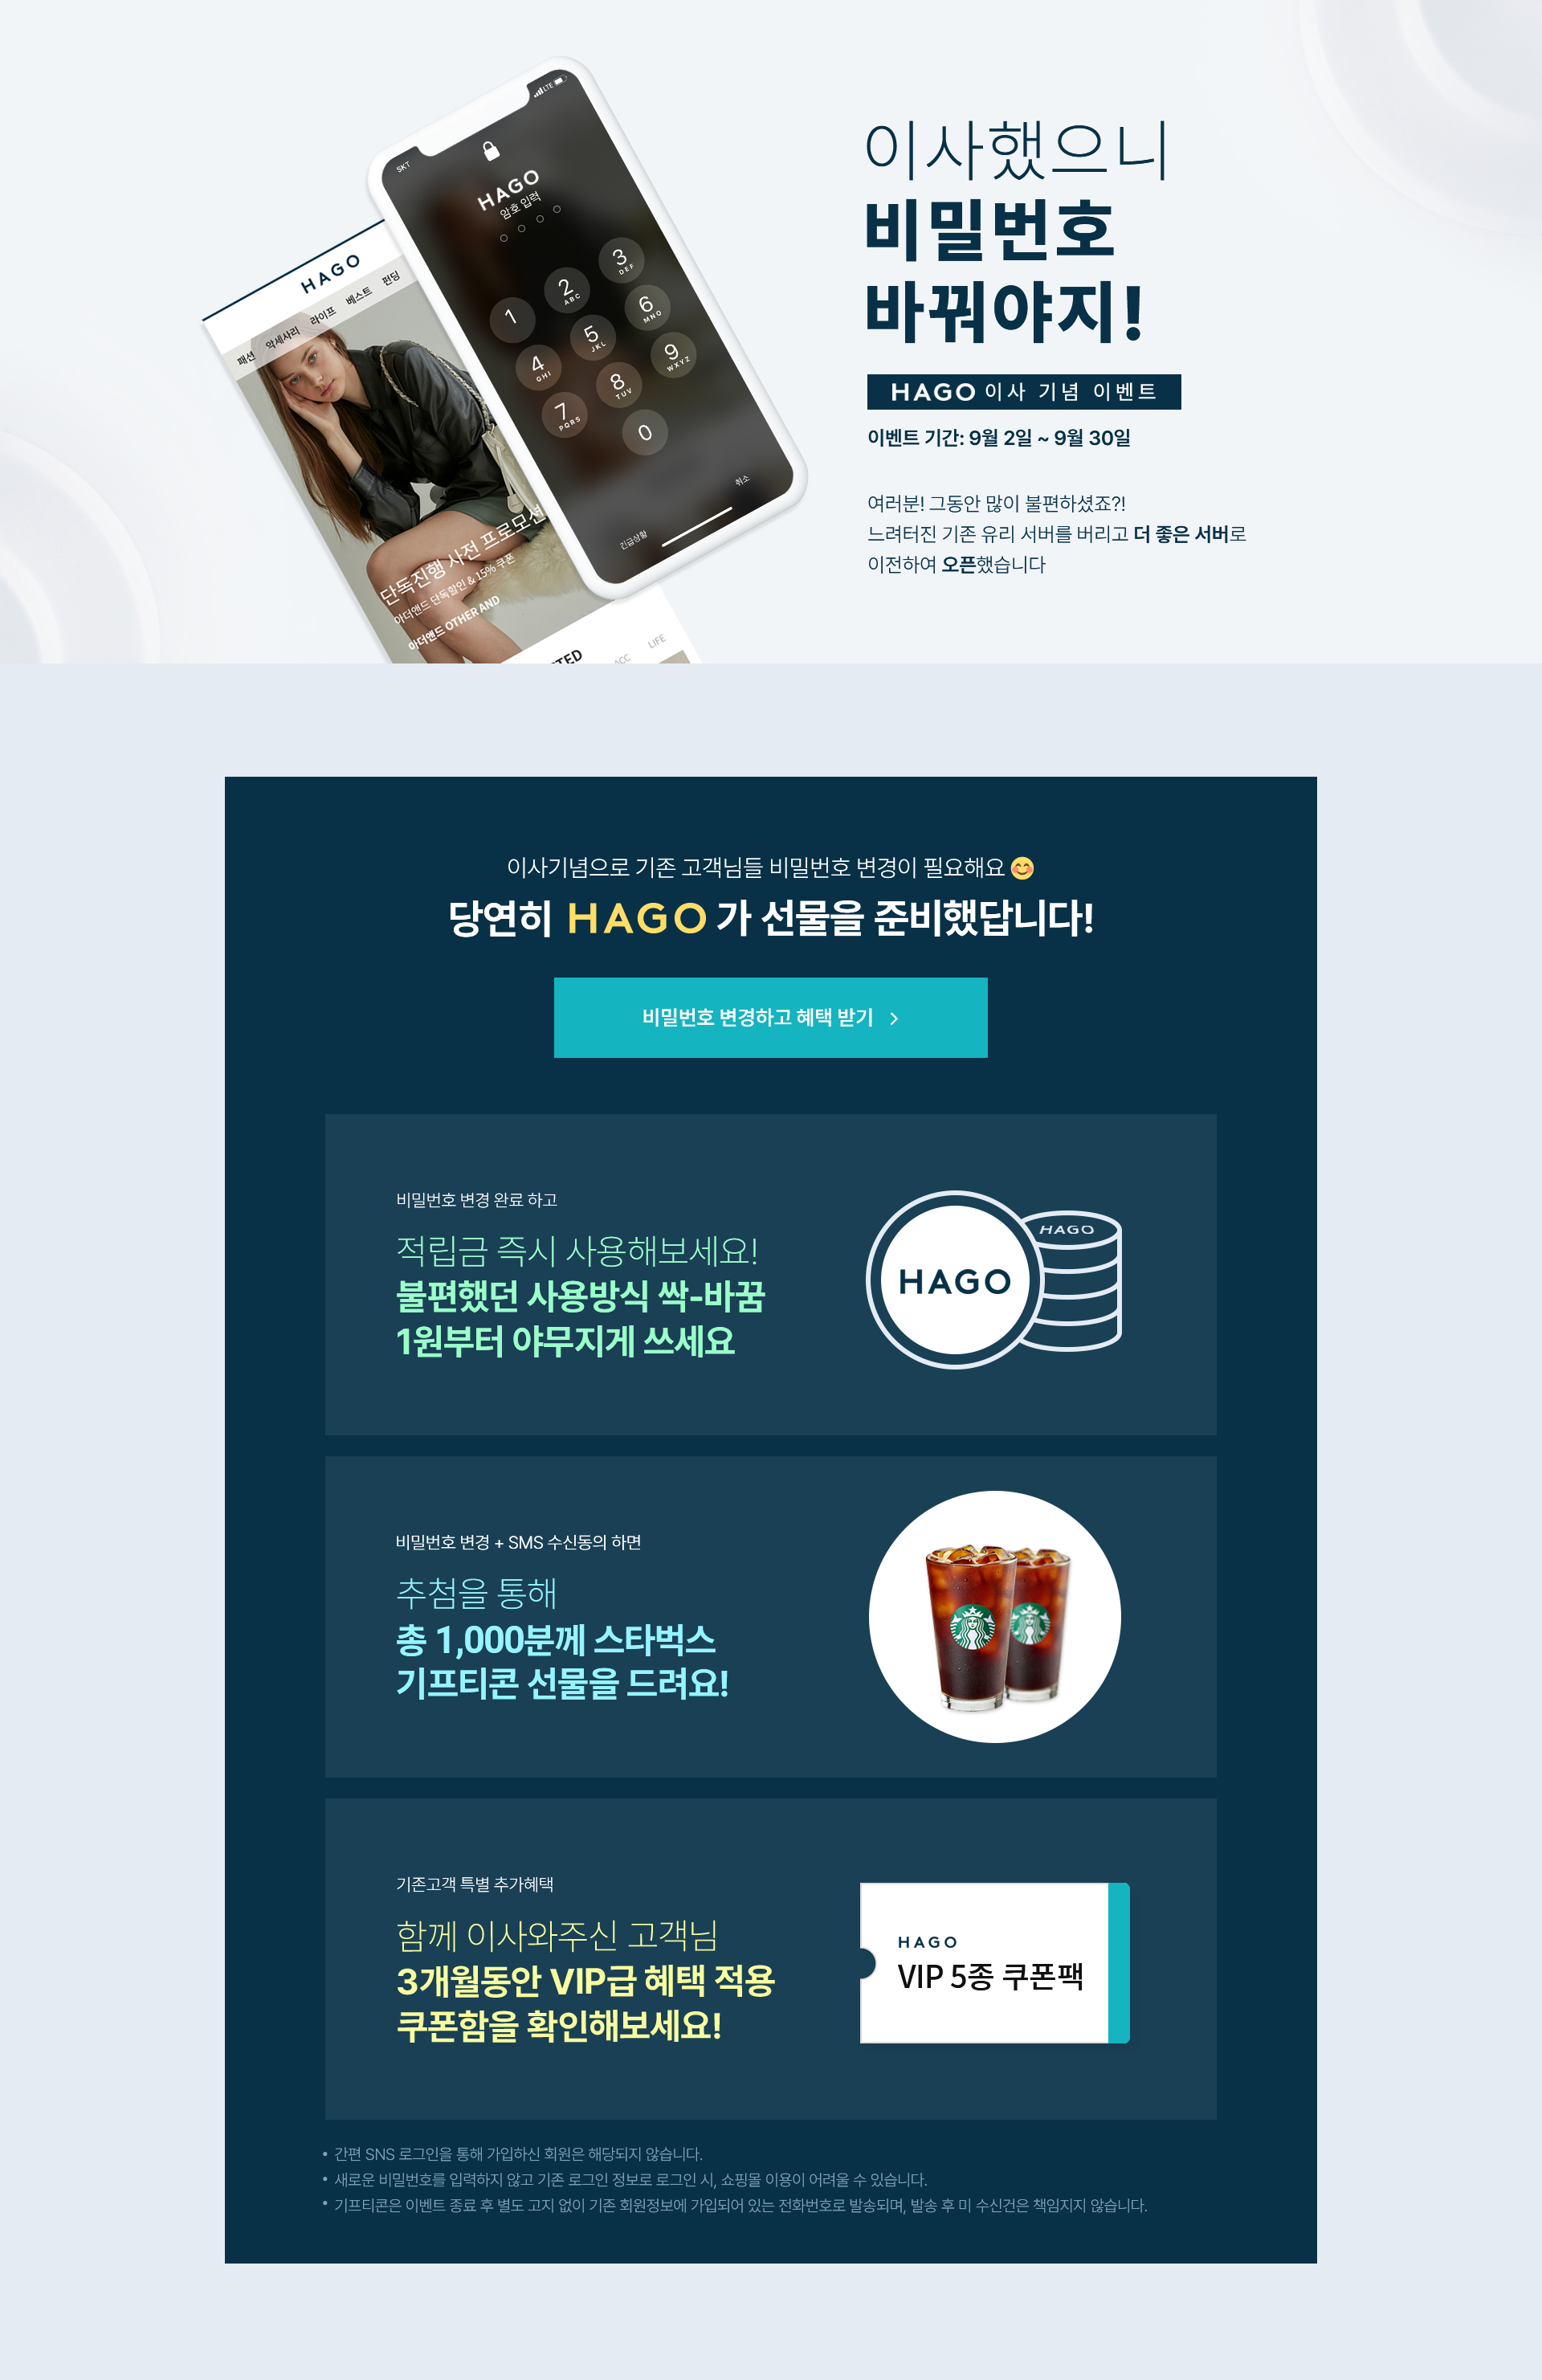 이사했으니
비밀번호
바꿔야지!
HAGO 이사 기념 이벤트
이벤트 기간: 9월 2일 ~ 9월 30일
여러분! 그동안 많이 불편하셨죠?!
느려터진 기존 유리 서버를 버리고 더 좋은 서버로
이전하여 오픈했습니다
SKT
LTE
HAGO
암호 입력
1
2 ABC
3 DEF
4 GHI
5 JKL
6 MNO
7 PQRS
8 TUV
9 WXYZ
0
긴급상황
취소
HAGO
패션 악세사리 라이프 베스트 펀딩
단독진행 사전 프로모션
아더앤드 단독할인 & 15% 쿠폰
아더앤드 OTHER AND
ACC LIFE
이사기념으로 기존 고객님들 비밀번호 변경이 필요해요 😊
당연히 HAGO가 선물을 준비했답니다!
비밀번호 변경하고 혜택 받기 >
비밀번호 변경 완료 하고
적립금 즉시 사용해보세요!
불편했던 사용방식 싹-바꿈
1원부터 야무지게 쓰세요
HAGO
HAGO
비밀번호 변경 + SMS 수신동의 하면
추첨을 통해
총 1,000분께 스타벅스
기프티콘 선물을 드려요!
기존고객 특별 추가혜택
함께 이사와주신 고객님
3개월동안 VIP급 혜택 적용
쿠폰함을 확인해보세요!
HAGO
VIP 5종 쿠폰팩
• 간편 SNS 로그인을 통해 가입하신 회원은 해당되지 않습니다.
• 새로운 비밀번호를 입력하지 않고 기존 로그인 정보로 로그인 시, 쇼핑몰 이용이 어려울 수 있습니다.
• 기프티콘은 이벤트 종료 후 별도 고지 없이 기존 회원정보에 가입되어 있는 전화번호로 발송되며, 발송 후 미 수신건은 책임지지 않습니다.